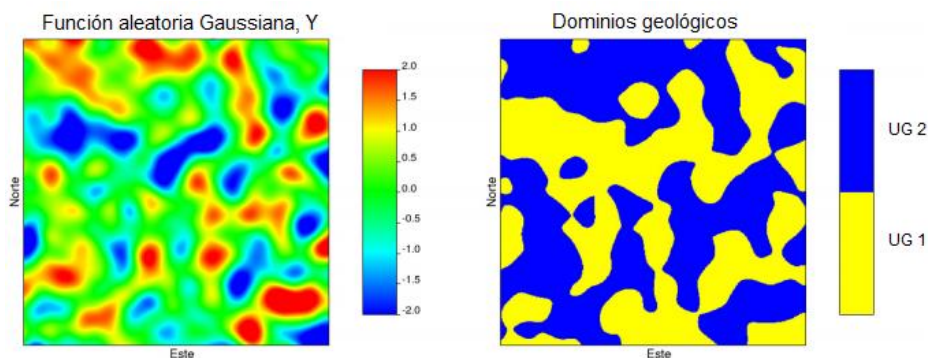 Función aleatoria Gaussiana, Y
Dominios geológicos
Norte
Este
2.0
1.5
1.0
0.5
0.0
-0.5
-1.0
-1.5
-2.0
Norte
Este
UG 2
UG 1